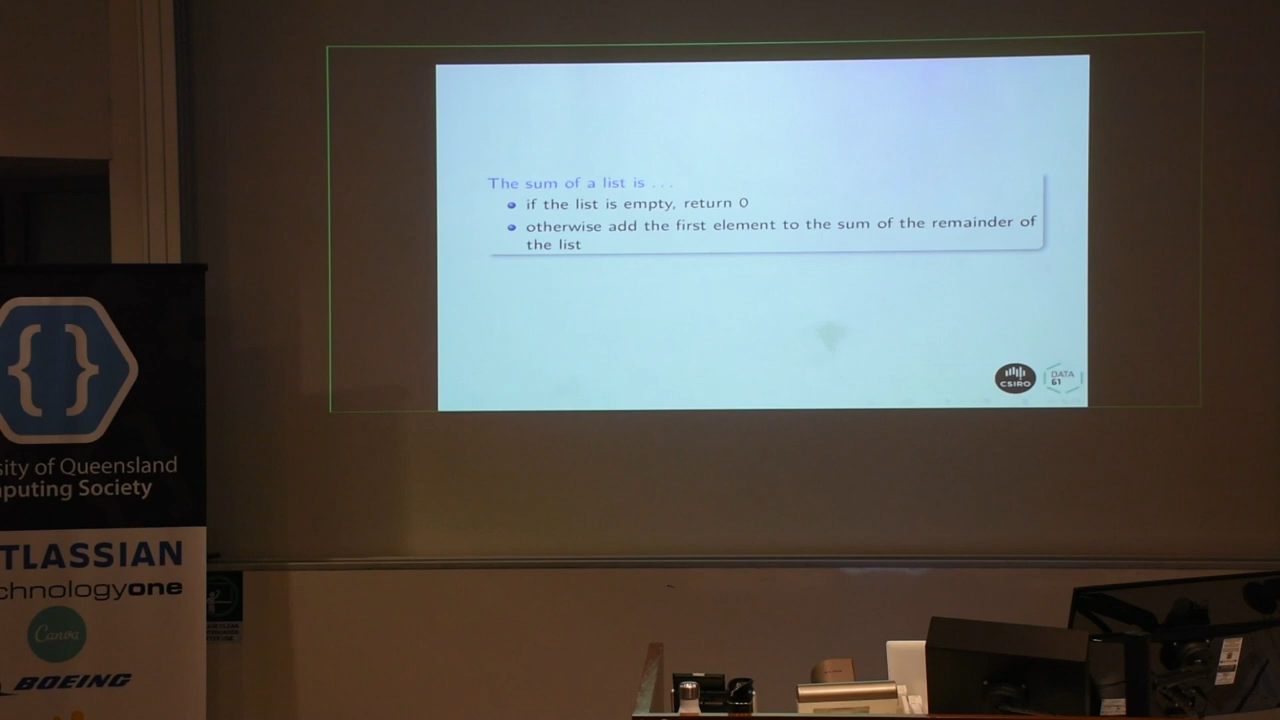 The sum of a list is . . .
if the list is empty, return 0
otherwise add the first element to the sum of the remainder of
the list
CSIRO
DATA
61
sity of Queensland
puting Society
TLASSIAN
chnologyone
Canva
BOEING